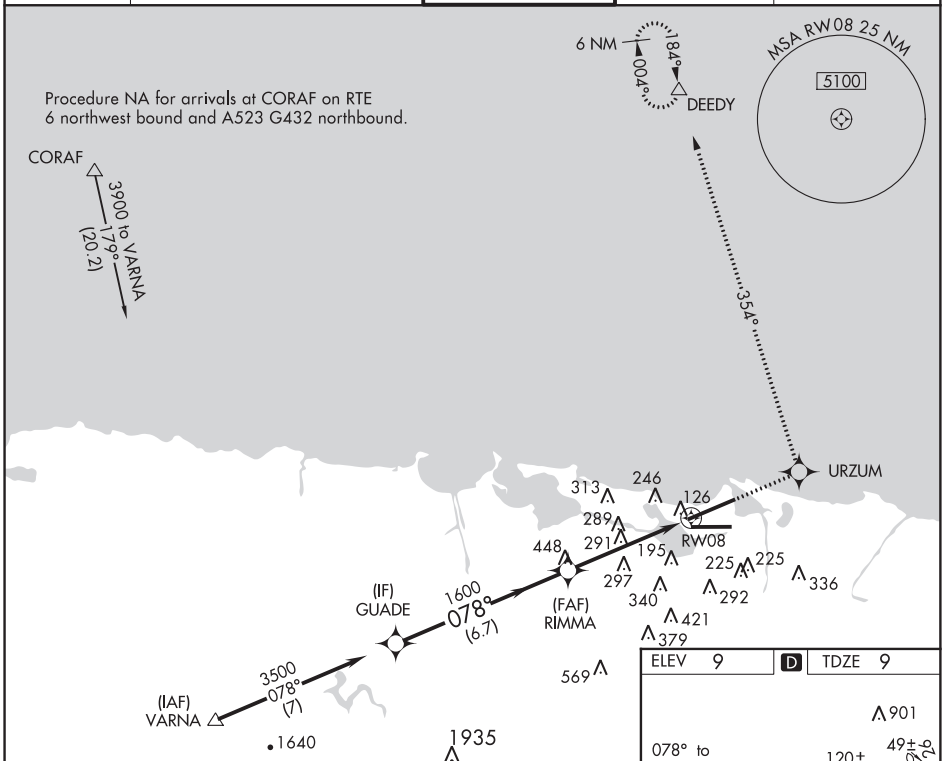 MSA RW08 25 NM
5100
6 NM
184°
004°
DEEDY
Procedure NA for arrivals at CORAF on RTE
6 northwest bound and A523 G432 northbound.
CORAF
3900 to VARNA
179°
(20.2)
354°
URZUM
313
246
126
289
291
RW08
448
195
297
225
225
336
340
292
421
379
569
(IF)
GUADE
1600
078°
(6.7)
(FAF)
RIMMA
3500
078°
(7)
(IAF)
VARNA
1640
1935
ELEV 9
D
TDZE 9
901
078° to
120±
49±